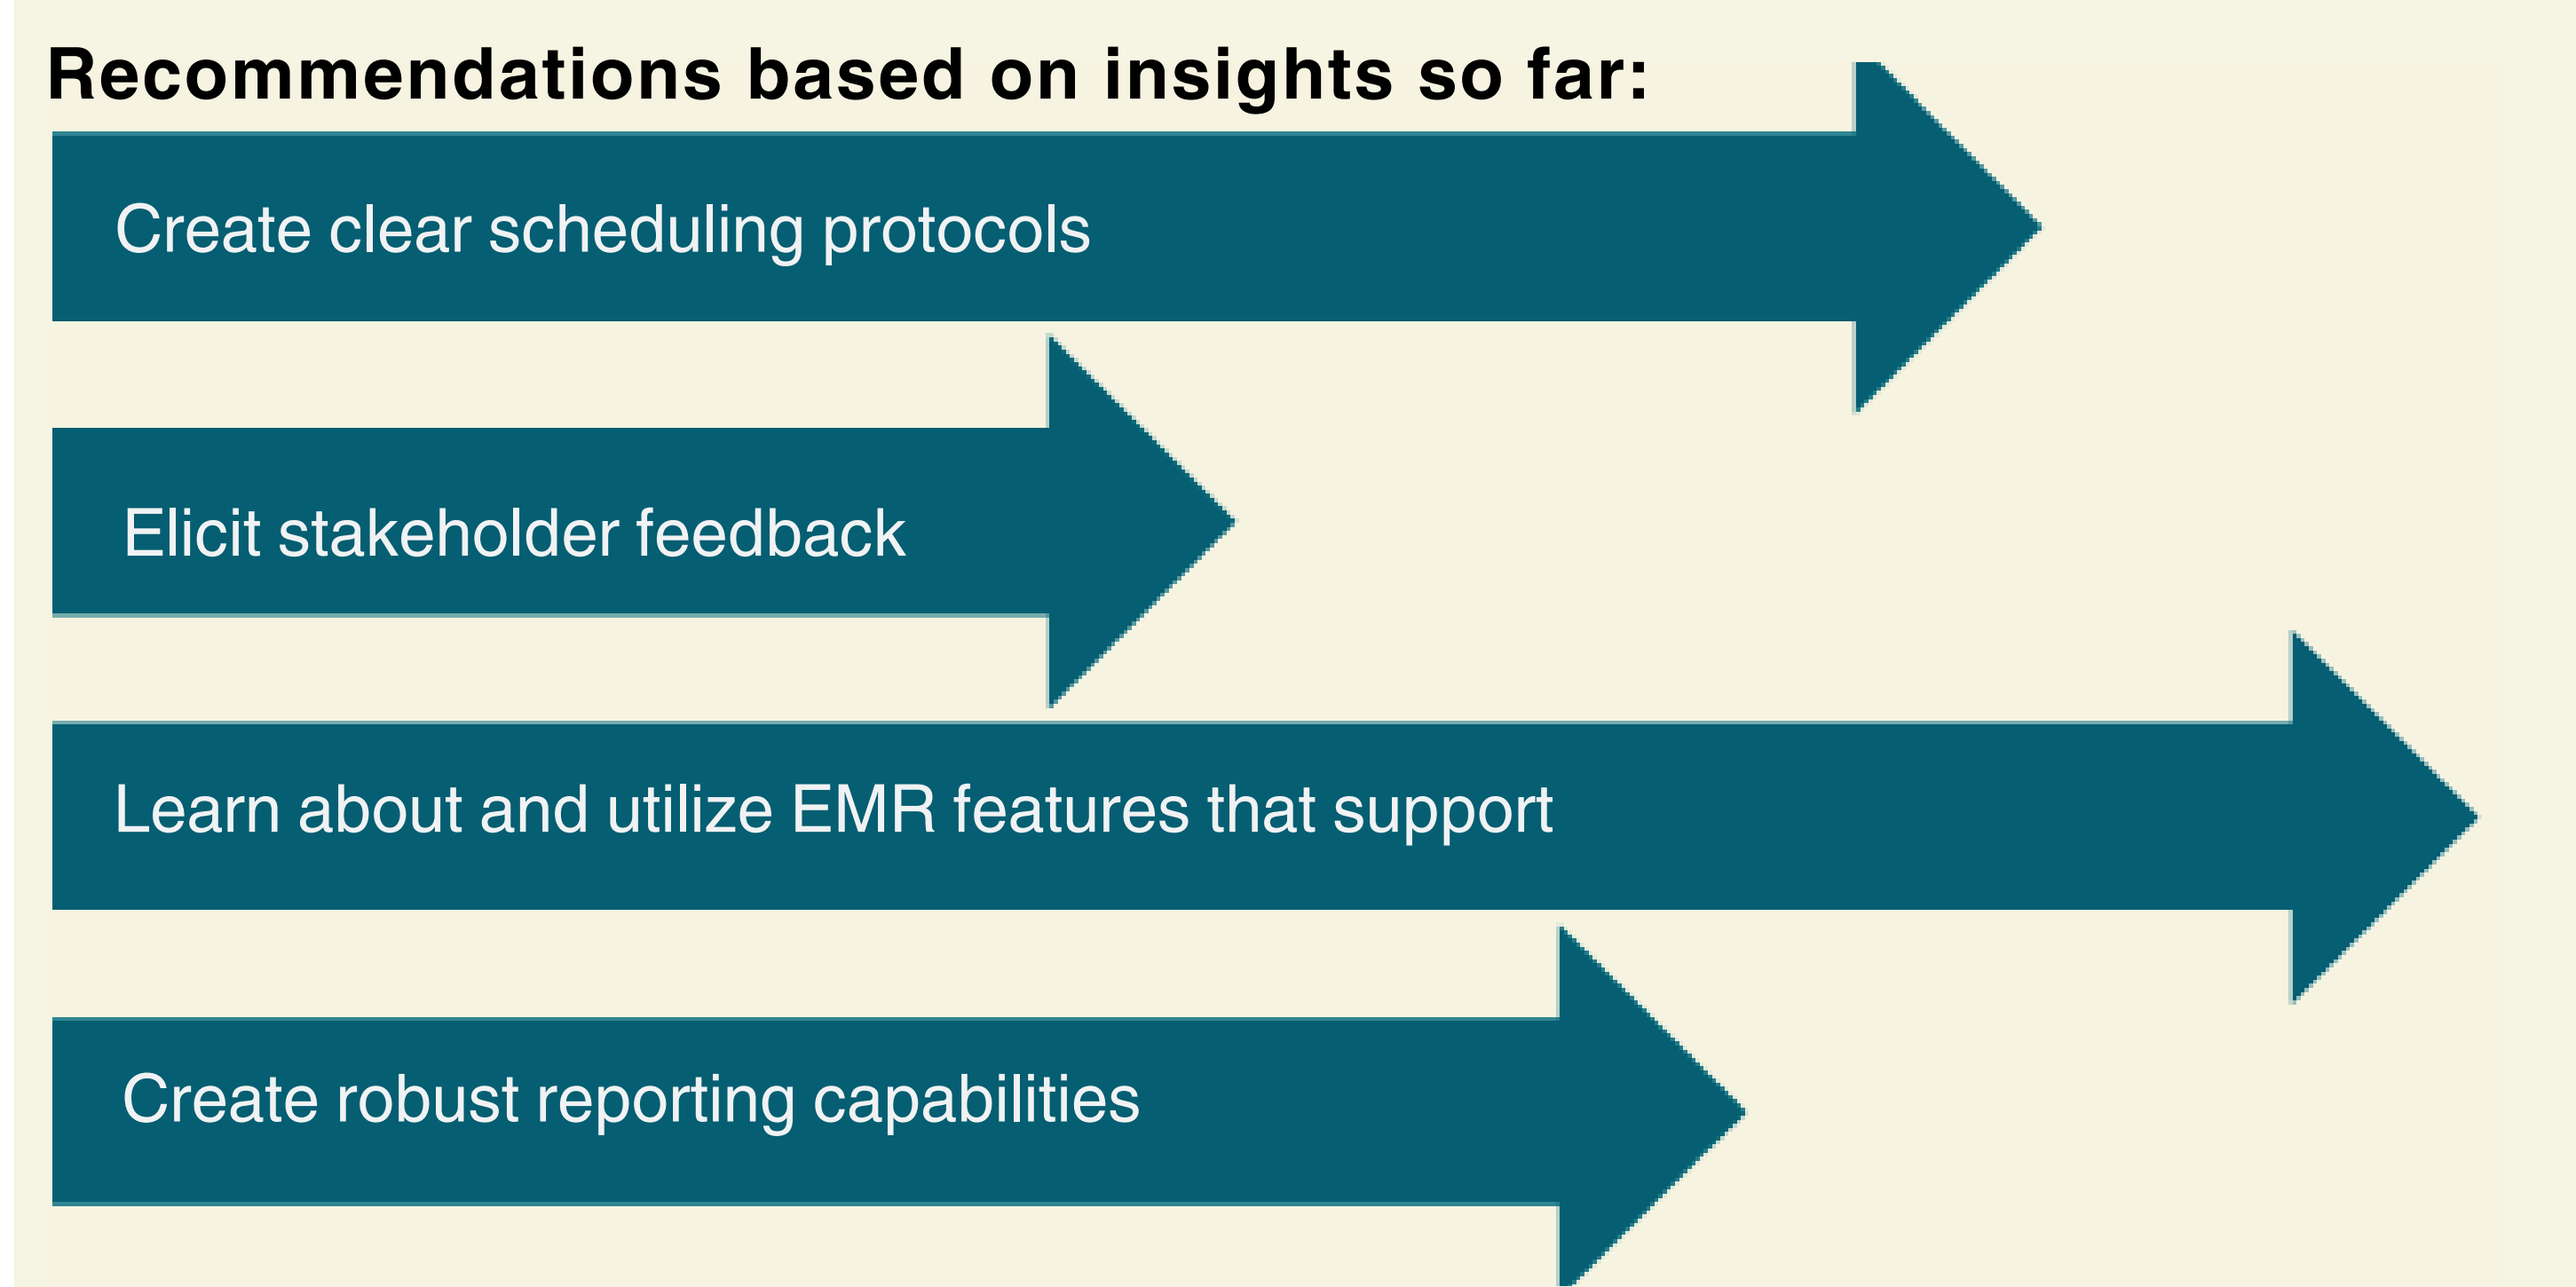 Recommendations based on insights so far:
Create clear scheduling protocols
Elicit stakeholder feedback
Learn about and utilize EMR features that support
Create robust reporting capabilities